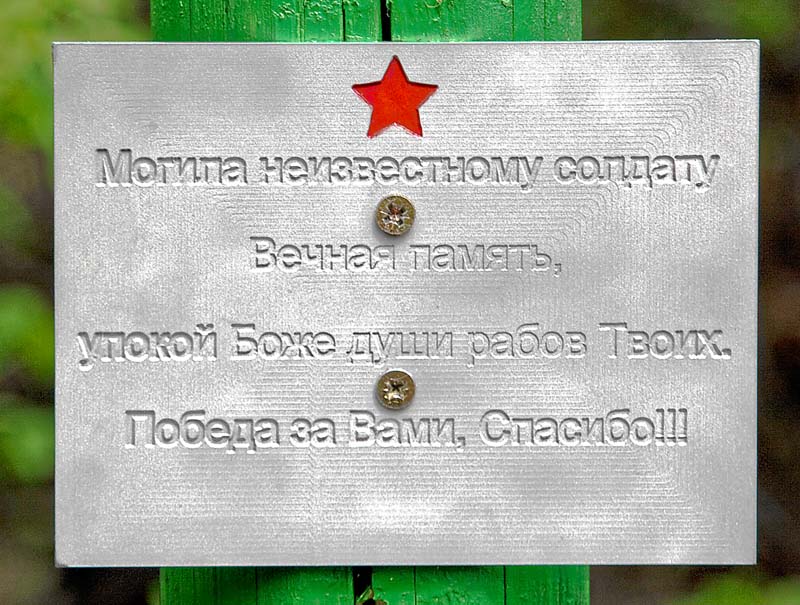 Могила неизвестному солдату
Вечная память,
упокой Боже души рабов Твоих.
Победа за Вами, Спасибо!!!